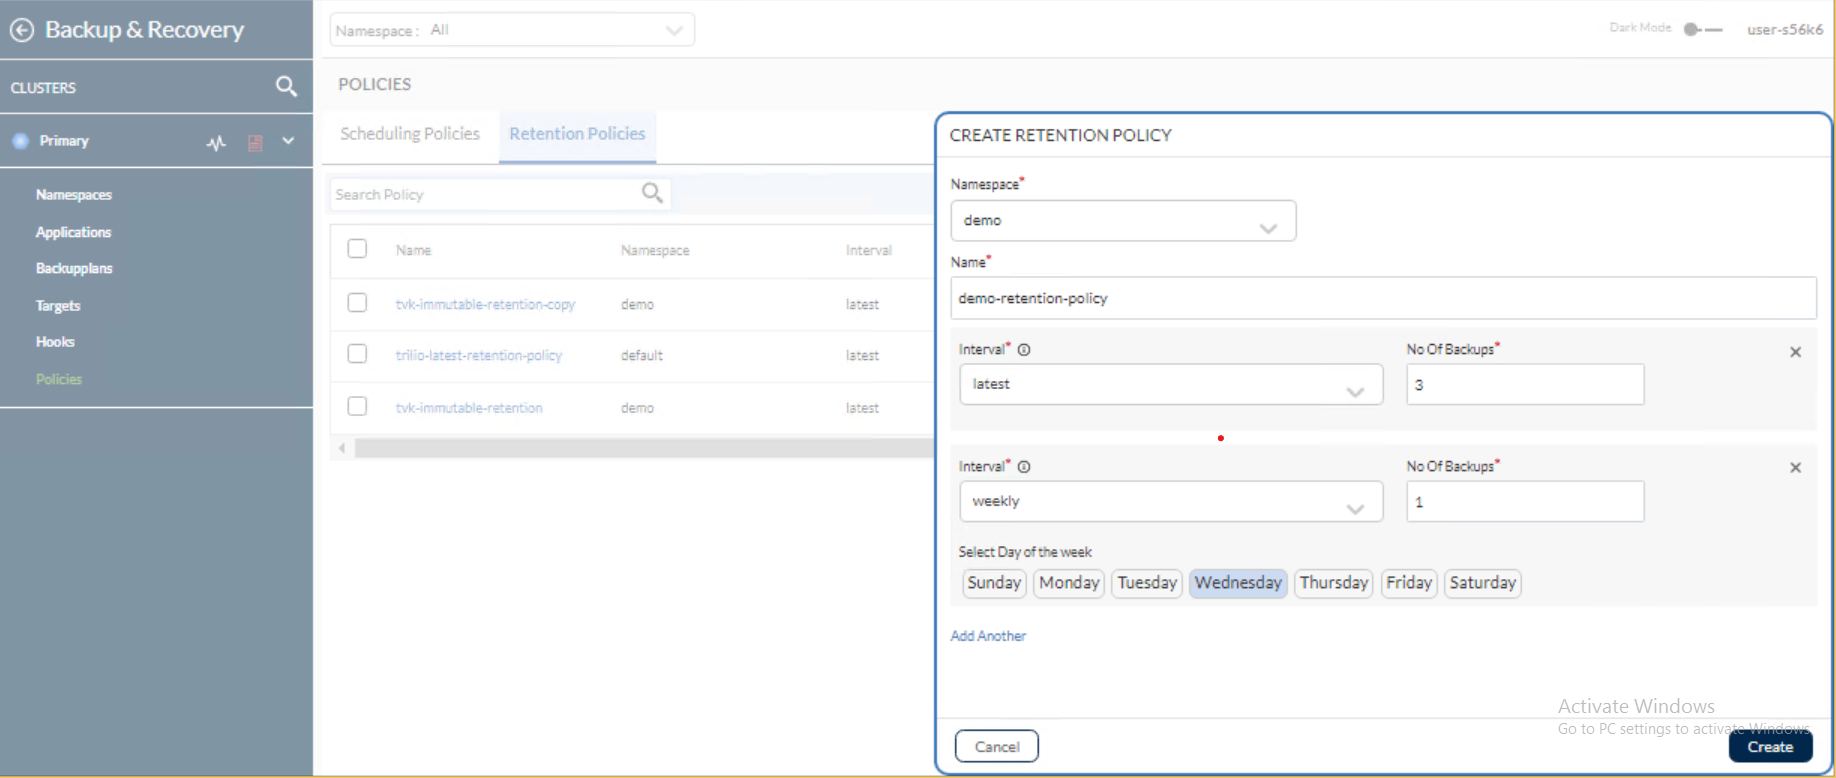 Backup & Recovery
CLUSTERS
Primary
Namespaces
Applications
Backupplans
Targets
Hooks
Policies
Namespace : All
Dark Mode
user-s56k6
POLICIES
Scheduling Policies Retention Policies
Search Policy
Name Namespace Interval
tvk-immutable-retention-copy demo latest
trilio-latest-retention-policy default latest
tvk-immutable-retention demo latest
CREATE RETENTION POLICY
Namespace*
demo
Name*
demo-retention-policy
Interval* No Of Backups*
latest 3
Interval* No Of Backups*
weekly 1
Select Day of the week
Sunday Monday Tuesday Wednesday Thursday Friday Saturday
Add Another
Activate Windows
Go to PC settings to activate Windows.
Cancel Create